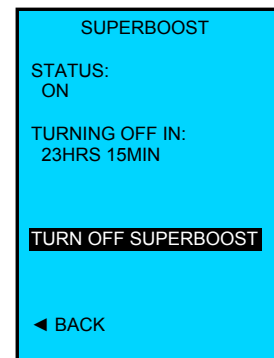 SUPERBOOST
STATUS:
ON
TURNING OFF IN:
23HRS 15MIN
TURN OFF SUPERBOOST
◄ BACK